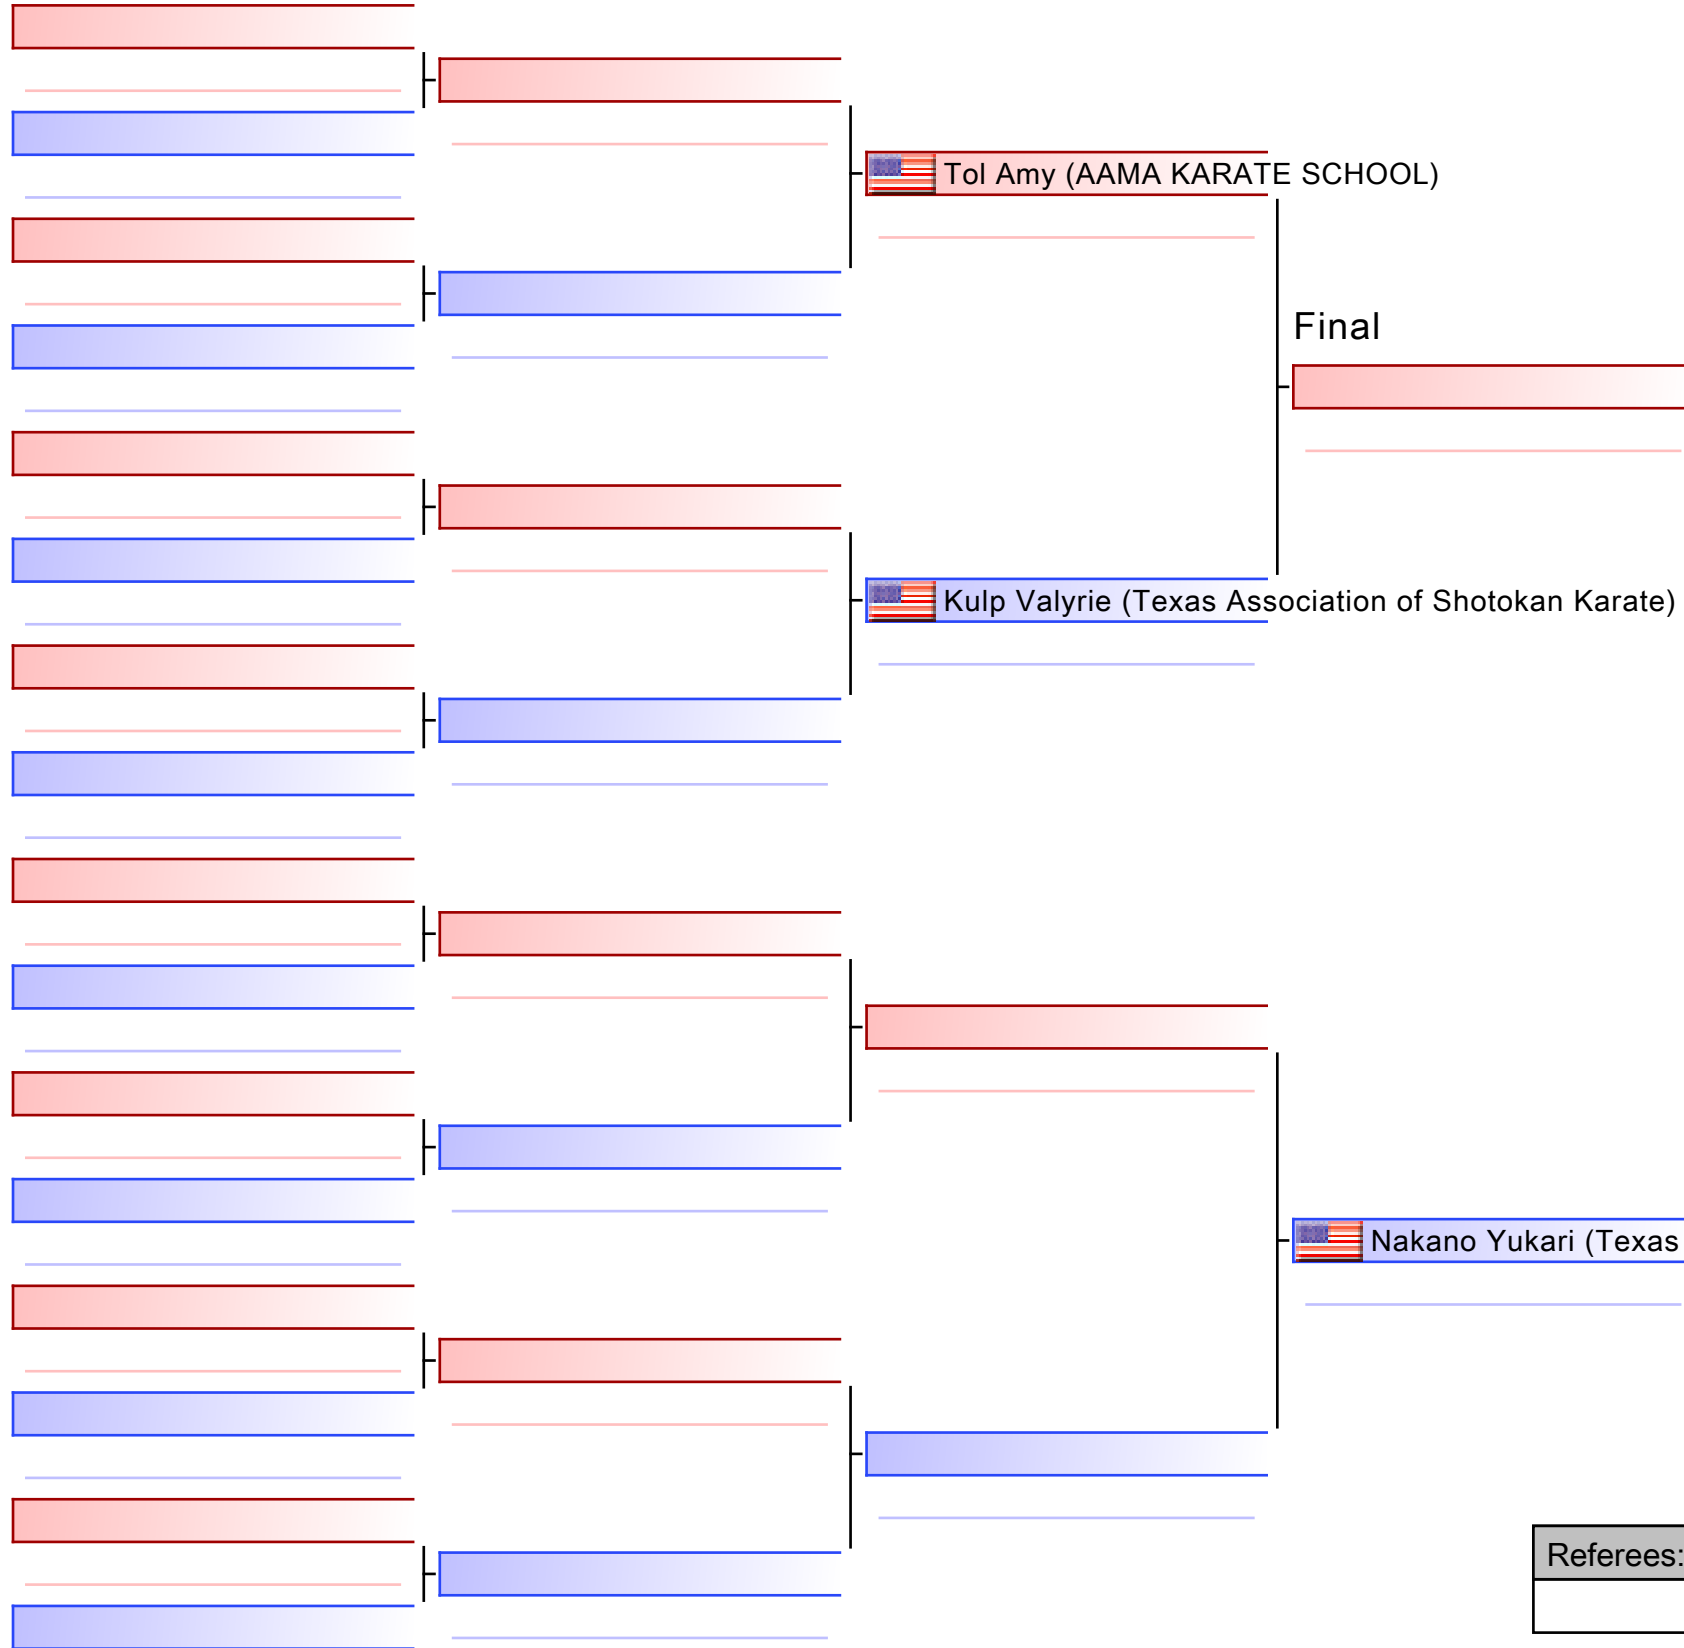 Tol Amy (AAMA KARATE SCHOOL)
Final
Kulp Valyrie (Texas Association of Shotokan Karate)
Nakano Yukari (Texas
Referees: